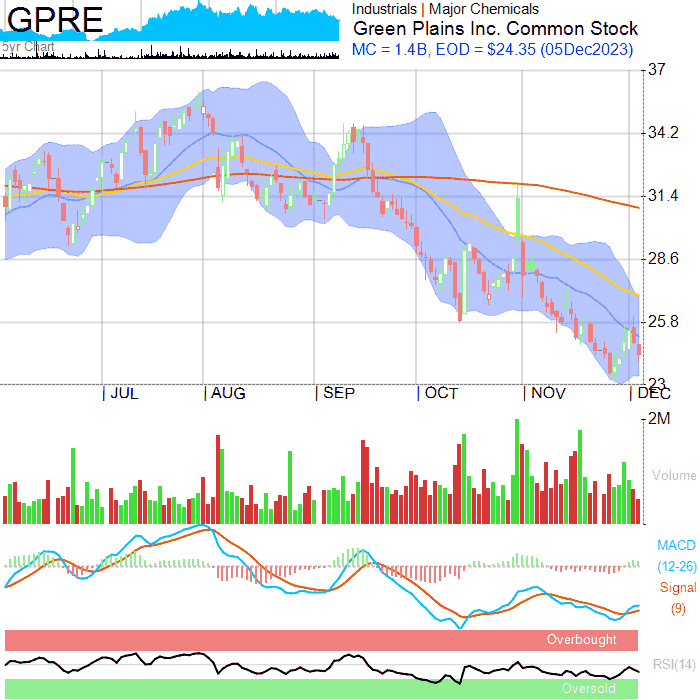 GPRE
5yr Chart
Industrials | Major Chemicals
Green Plains Inc. Common Stock
MC = 1.4B, EOD = $24.35 (05Dec2023)
37
34.2
31.4
28.6
25.8
23
JUL AUG SEP OCT NOV DEC
2M
Volume
MACD
(12-26)
Signal
(9)
Overbought
RSI(14)
Oversold